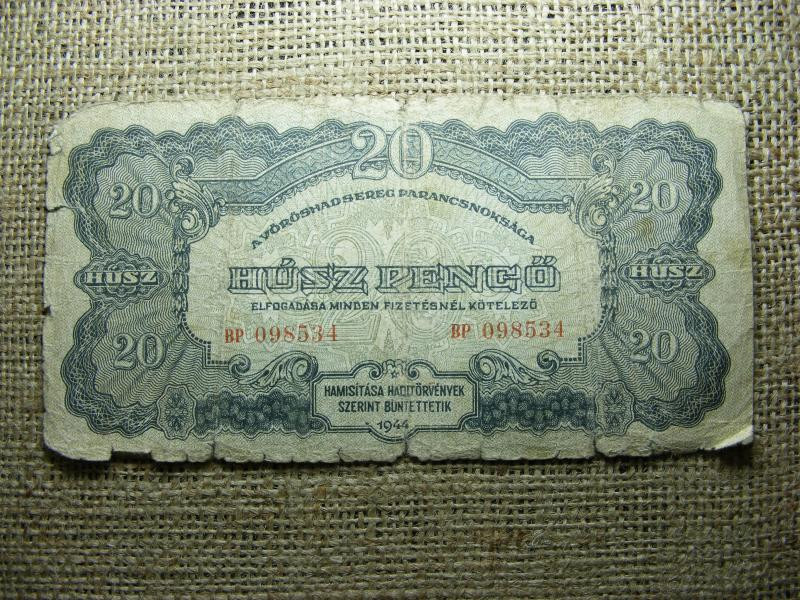 20
20 20
A VÖRÖSHADSEREG PARANCSNOKSÁGA
HÚSZ HÚSZ PENGŐ HÚSZ
ELFOGADÁSA MINDEN FIZETÉSNÉL KÖTELEZŐ
BP 098534 BP 098534
20 20
HAMISÍTÁSA HADITÖRVÉNYEK
SZERINT BÜNTETTETIK
1944